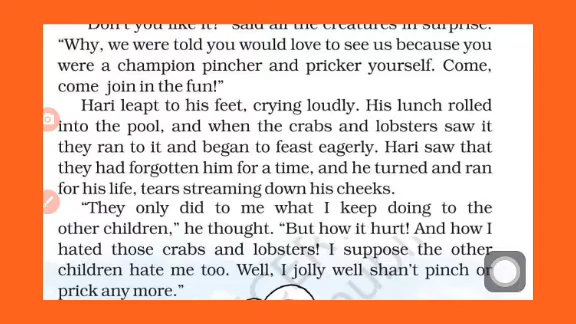 "Don't you like it?" said all the creatures in surprise.
"Why, we were told you would love to see us because you
were a champion pincher and pricker yourself. Come,
come join in the fun!"
Hari leapt to his feet, crying loudly. His lunch rolled
into the pool, and when the crabs and lobsters saw it
they ran to it and began to feast eagerly. Hari saw that
they had forgotten him for a time, and he turned and ran
for his life, tears streaming down his cheeks.
"They only did to me what I keep doing to the
other children," he thought. "But how it hurt! And how I
hated those crabs and lobsters! I suppose the other
children hate me too. Well, I jolly well shan't pinch or
prick any more."